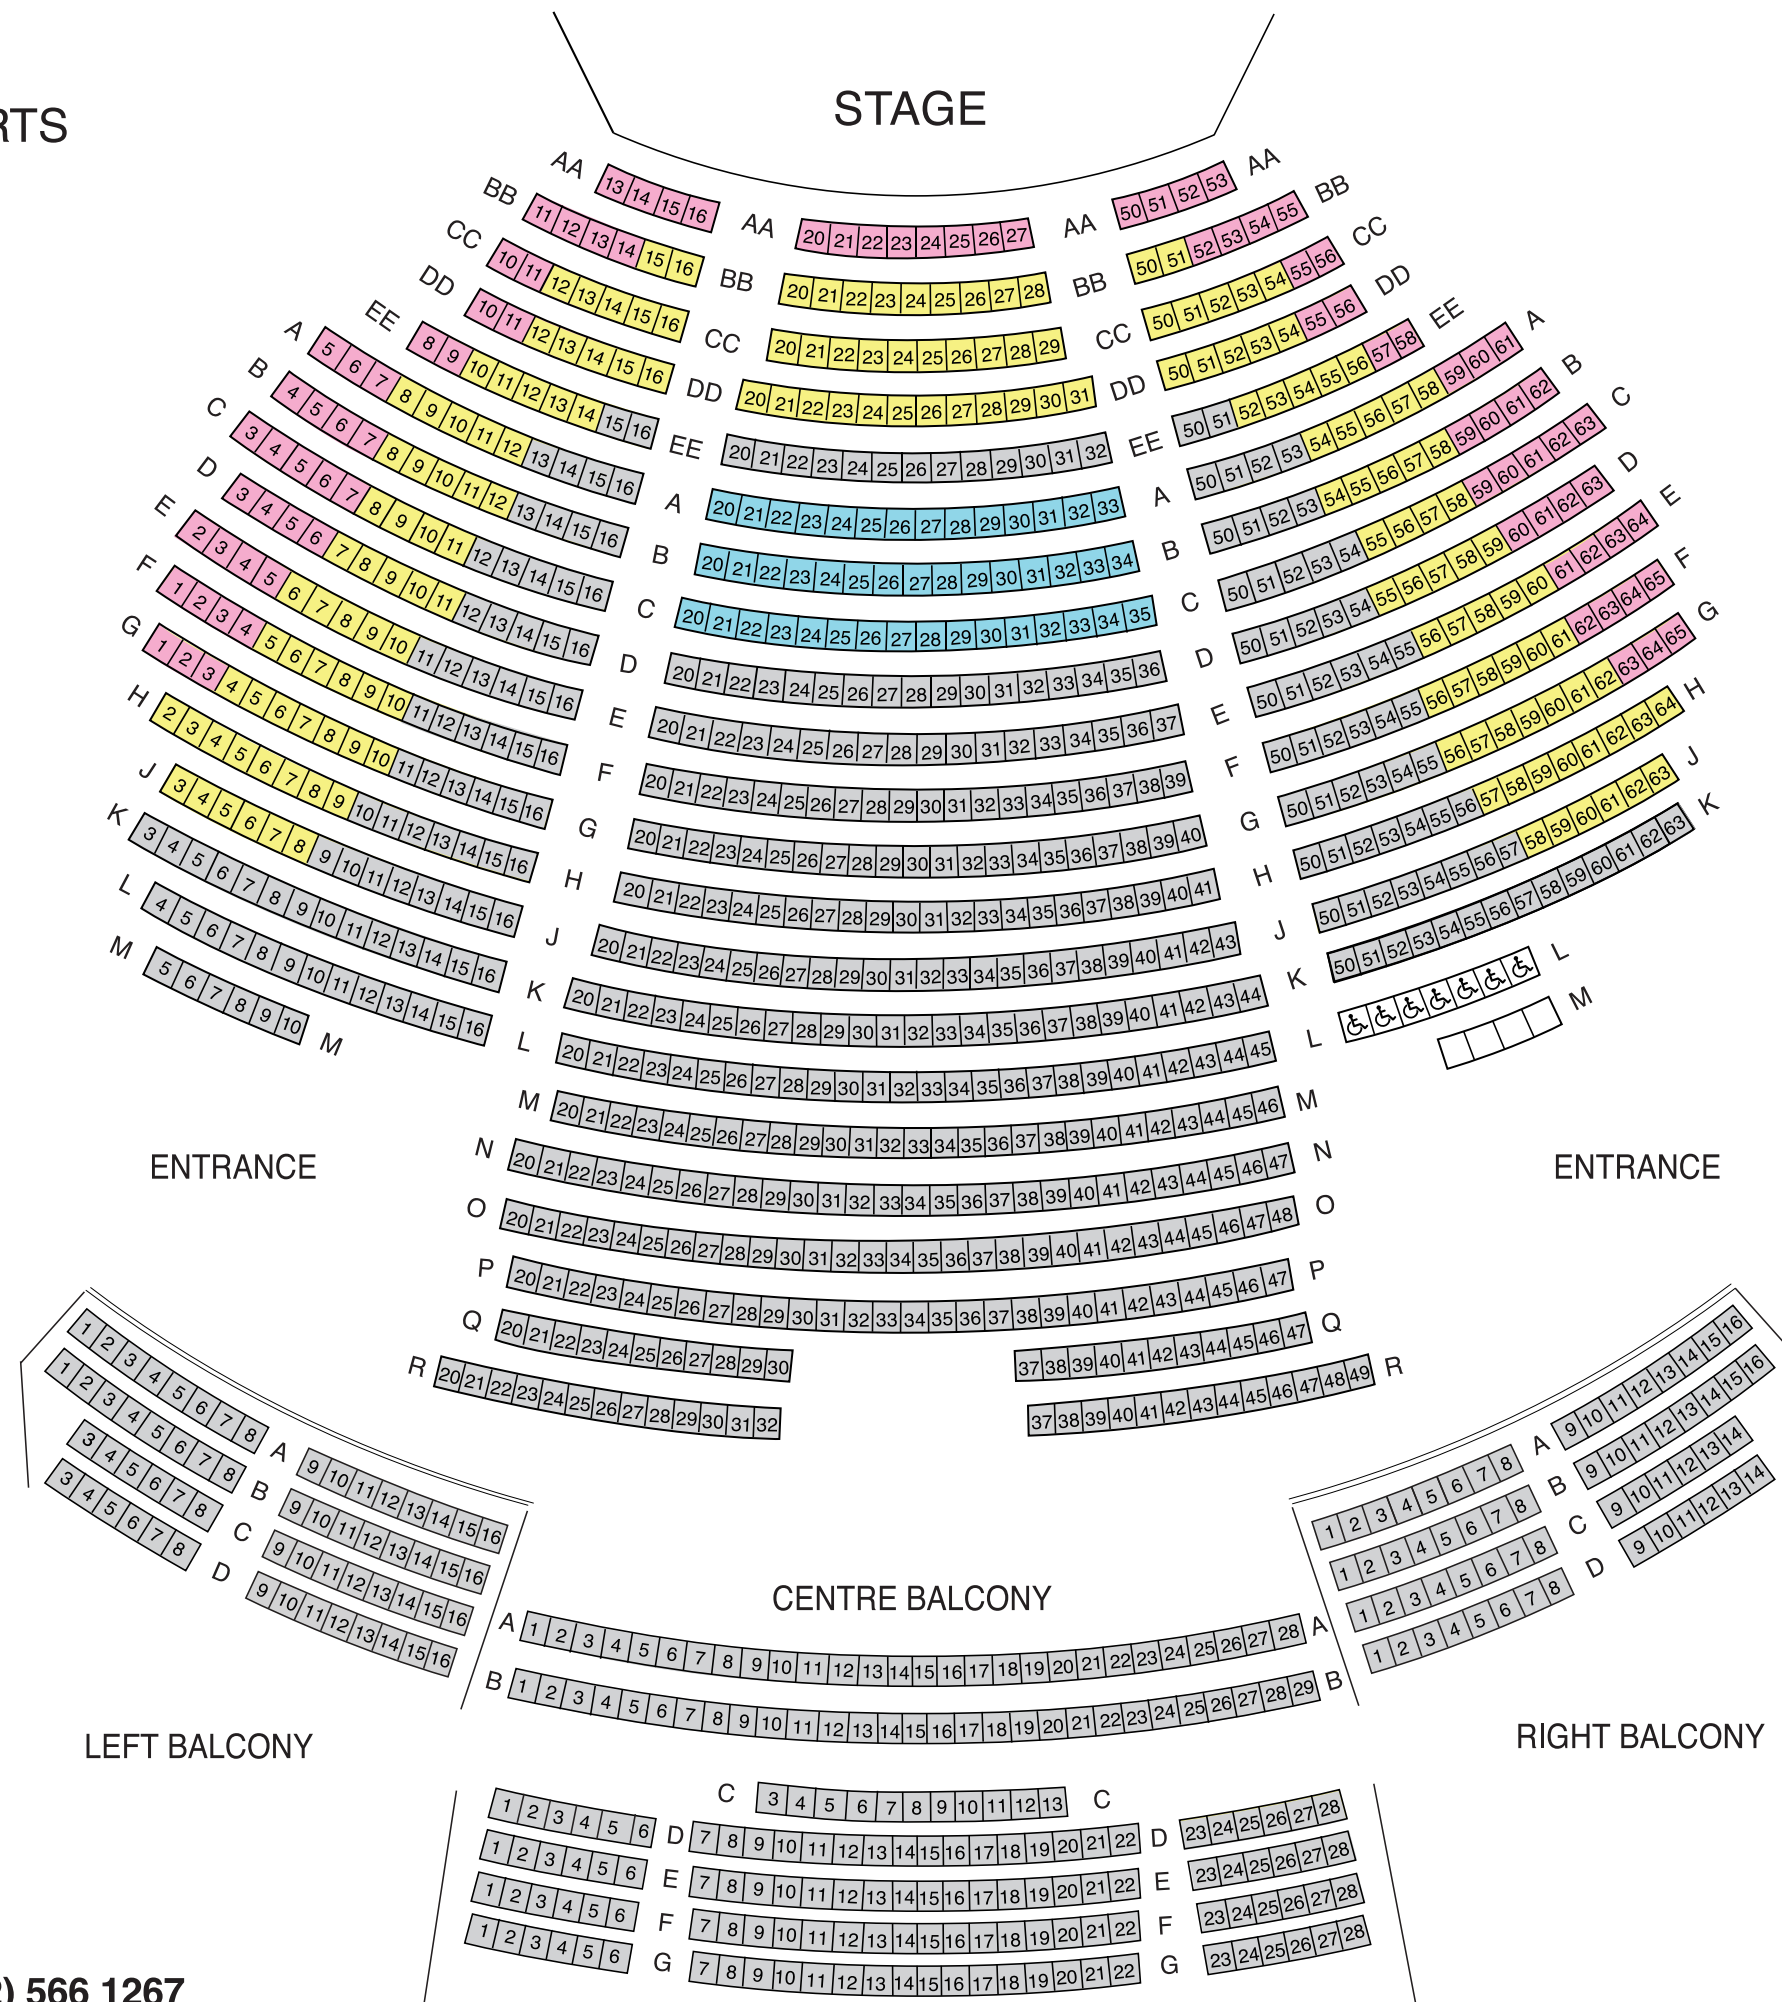 STAGE
RTS
AA 13 14 15 16 AA 20 21 22 23 24 25 26 27 AA 50 51 52 53 AA
BB 11 12 13 14 15 16 BB 20 21 22 23 24 25 26 27 28 BB 50 51 52 53 54 55 BB
CC 10 11 12 13 14 15 16 CC 20 21 22 23 24 25 26 27 28 29 CC 50 51 52 53 54 55 56 CC
DD 10 11 12 13 14 15 16 DD 20 21 22 23 24 25 26 27 28 29 30 31 DD 50 51 52 53 54 55 56 DD
EE 8 9 10 11 12 13 14 15 16 EE 20 21 22 23 24 25 26 27 28 29 30 31 32 EE 50 51 52 53 54 55 56 57 58 EE
A 5 6 7 8 9 10 11 12 13 14 15 16 A 20 21 22 23 24 25 26 27 28 29 30 31 32 33 A 50 51 52 53 54 55 56 57 58 59 60 61 A
B 4 5 6 7 8 9 10 11 12 13 14 15 16 B 20 21 22 23 24 25 26 27 28 29 30 31 32 33 34 B 50 51 52 53 54 55 56 57 58 59 60 61 62 B
C 3 4 5 6 7 8 9 10 11 12 13 14 15 16 C 20 21 22 23 24 25 26 27 28 29 30 31 32 33 34 35 C 50 51 52 53 54 55 56 57 58 59 60 61 62 63 C
D 3 4 5 6 7 8 9 10 11 12 13 14 15 16 D 20 21 22 23 24 25 26 27 28 29 30 31 32 33 34 35 36 D 50 51 52 53 54 55 56 57 58 59 60 61 62 63 D
E 2 3 4 5 6 7 8 9 10 11 12 13 14 15 16 E 20 21 22 23 24 25 26 27 28 29 30 31 32 33 34 35 36 37 E 50 51 52 53 54 55 56 57 58 59 60 61 62 63 64 E
F 1 2 3 4 5 6 7 8 9 10 11 12 13 14 15 16 F 20 21 22 23 24 25 26 27 28 29 30 31 32 33 34 35 36 37 38 39 F 50 51 52 53 54 55 56 57 58 59 60 61 62 63 64 65 F
G 1 2 3 4 5 6 7 8 9 10 11 12 13 14 15 16 G 20 21 22 23 24 25 26 27 28 29 30 31 32 33 34 35 36 37 38 39 40 G 50 51 52 53 54 55 56 57 58 59 60 61 62 63 64 65 G
H 2 3 4 5 6 7 8 9 10 11 12 13 14 15 16 H 20 21 22 23 24 25 26 27 28 29 30 31 32 33 34 35 36 37 38 39 40 41 H 50 51 52 53 54 55 56 57 58 59 60 61 62 63 64 H
J 3 4 5 6 7 8 9 10 11 12 13 14 15 16 J 20 21 22 23 24 25 26 27 28 29 30 31 32 33 34 35 36 37 38 39 40 41 42 43 J 50 51 52 53 54 55 56 57 58 59 60 61 62 63 J
K 3 4 5 6 7 8 9 10 11 12 13 14 15 16 K 20 21 22 23 24 25 26 27 28 29 30 31 32 33 34 35 36 37 38 39 40 41 42 43 44 K 50 51 52 53 54 55 56 57 58 59 60 61 62 63 K
L 4 5 6 7 8 9 10 11 12 13 14 15 16 L 20 21 22 23 24 25 26 27 28 29 30 31 32 33 34 35 36 37 38 39 40 41 42 43 44 45 L L
M 5 6 7 8 9 10 M M 20 21 22 23 24 25 26 27 28 29 30 31 32 33 34 35 36 37 38 39 40 41 42 43 44 45 46 M M
N 20 21 22 23 24 25 26 27 28 29 30 31 32 33 34 35 36 37 38 39 40 41 42 43 44 45 46 47 N
ENTRANCE ENTRANCE
O 20 21 22 23 24 25 26 27 28 29 30 31 32 33 34 35 36 37 38 39 40 41 42 43 44 45 46 47 48 O
P 20 21 22 23 24 25 26 27 28 29 30 31 32 33 34 35 36 37 38 39 40 41 42 43 44 45 46 47 P
Q 20 21 22 23 24 25 26 27 28 29 30 37 38 39 40 41 42 43 44 45 46 47 Q
R 20 21 22 23 24 25 26 27 28 29 30 31 32 37 38 39 40 41 42 43 44 45 46 47 48 49 R
1 2 3 4 5 6 7 8 A 9 10 11 12 13 14 15 16
1 2 3 4 5 6 7 8 B 9 10 11 12 13 14 15 16
3 4 5 6 7 8 C 9 10 11 12 13 14 15 16
3 4 5 6 7 8 D 9 10 11 12 13 14 15 16
LEFT BALCONY
1 2 3 4 5 6 7 8 A 9 10 11 12 13 14 15 16
1 2 3 4 5 6 7 8 B 9 10 11 12 13 14 15 16
1 2 3 4 5 6 7 8 C 9 10 11 12 13 14
1 2 3 4 5 6 7 8 D 9 10 11 12 13 14
RIGHT BALCONY
CENTRE BALCONY
A 1 2 3 4 5 6 7 8 9 10 11 12 13 14 15 16 17 18 19 20 21 22 23 24 25 26 27 28 A
B 1 2 3 4 5 6 7 8 9 10 11 12 13 14 15 16 17 18 19 20 21 22 23 24 25 26 27 28 29 B
C 3 4 5 6 7 8 9 10 11 12 13 C
1 2 3 4 5 6 D 7 8 9 10 11 12 13 14 15 16 17 18 19 20 21 22 D 23 24 25 26 27 28
1 2 3 4 5 6 E 7 8 9 10 11 12 13 14 15 16 17 18 19 20 21 22 E 23 24 25 26 27 28
1 2 3 4 5 6 F 7 8 9 10 11 12 13 14 15 16 17 18 19 20 21 22 F 23 24 25 26 27 28
1 2 3 4 5 6 G 7 8 9 10 11 12 13 14 15 16 17 18 19 20 21 22 G 23 24 25 26 27 28
2) 566 1267